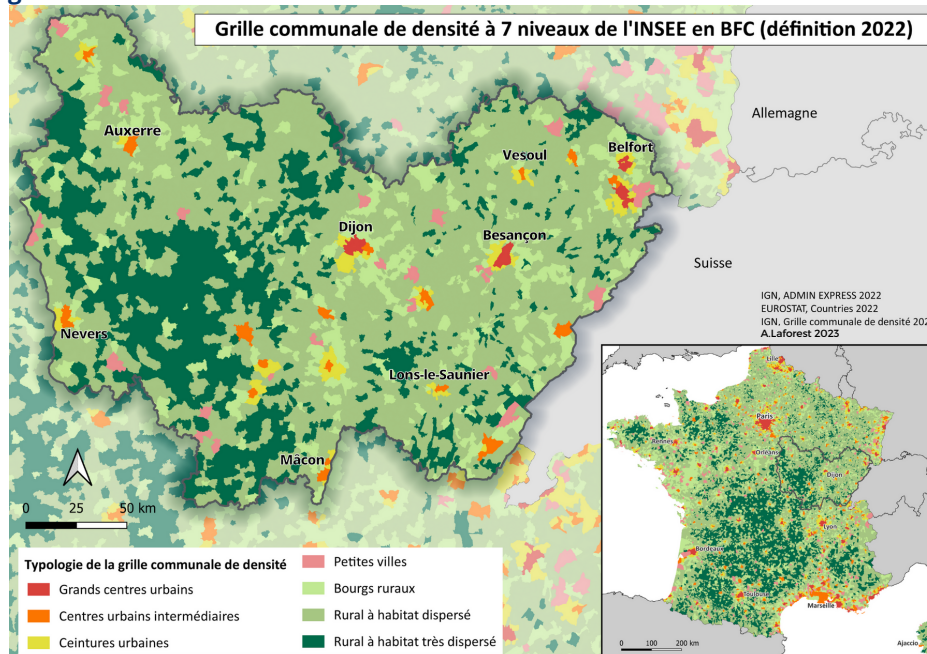 g
Grille communale de densité à 7 niveaux de l'INSEE en BFC (définition 2022)
Allemagne
Auxerre
Vesoul
Belfort
Dijon
Besançon
Suisse
IGN, ADMIN EXPRESS 2022
EUROSTAT, Countries 2022
IGN, Grille communale de densité 202
A.Laforest 2023
Nevers
Lons-le-Saunier
Mâcon
0 25 50 km
Typologie de la grille communale de densité
Grands centres urbains
Centres urbains intermédiaires
Ceintures urbaines
Petites villes
Bourgs ruraux
Rural à habitat dispersé
Rural à habitat très dispersé
Lille
Paris
Rennes
Orléans
Dijon
Lyon
Bordeaux
Toulouse
Marseille
Ajaccio
0 100 200 km